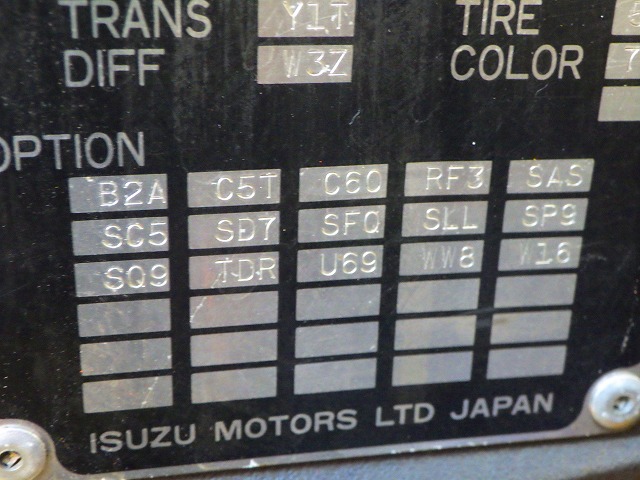 TRANS Y1T TIRE
DIFF W3Z COLOR 7
OPTION
B2A C5T C60 RF3 SAS
SC5 SD7 SFQ SLL SP9
SQ9 TDR U69 WW8 W16
ISUZU MOTORS LTD JAPAN